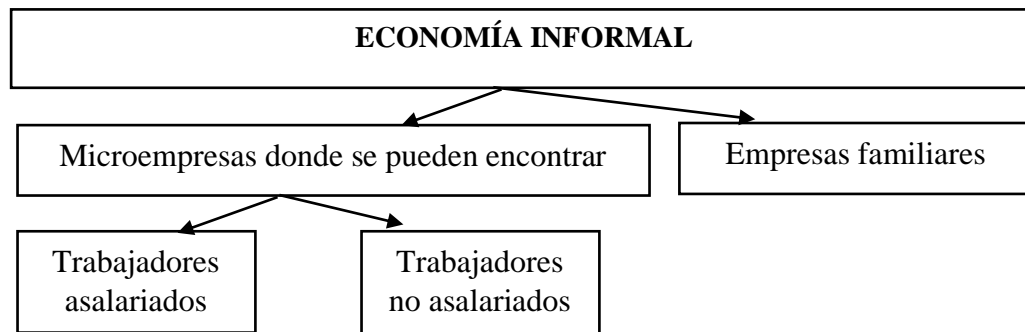 ECONOMÍA INFORMAL
Microempresas donde se pueden encontrar
Empresas familiares
Trabajadores
asalariados
Trabajadores
no asalariados